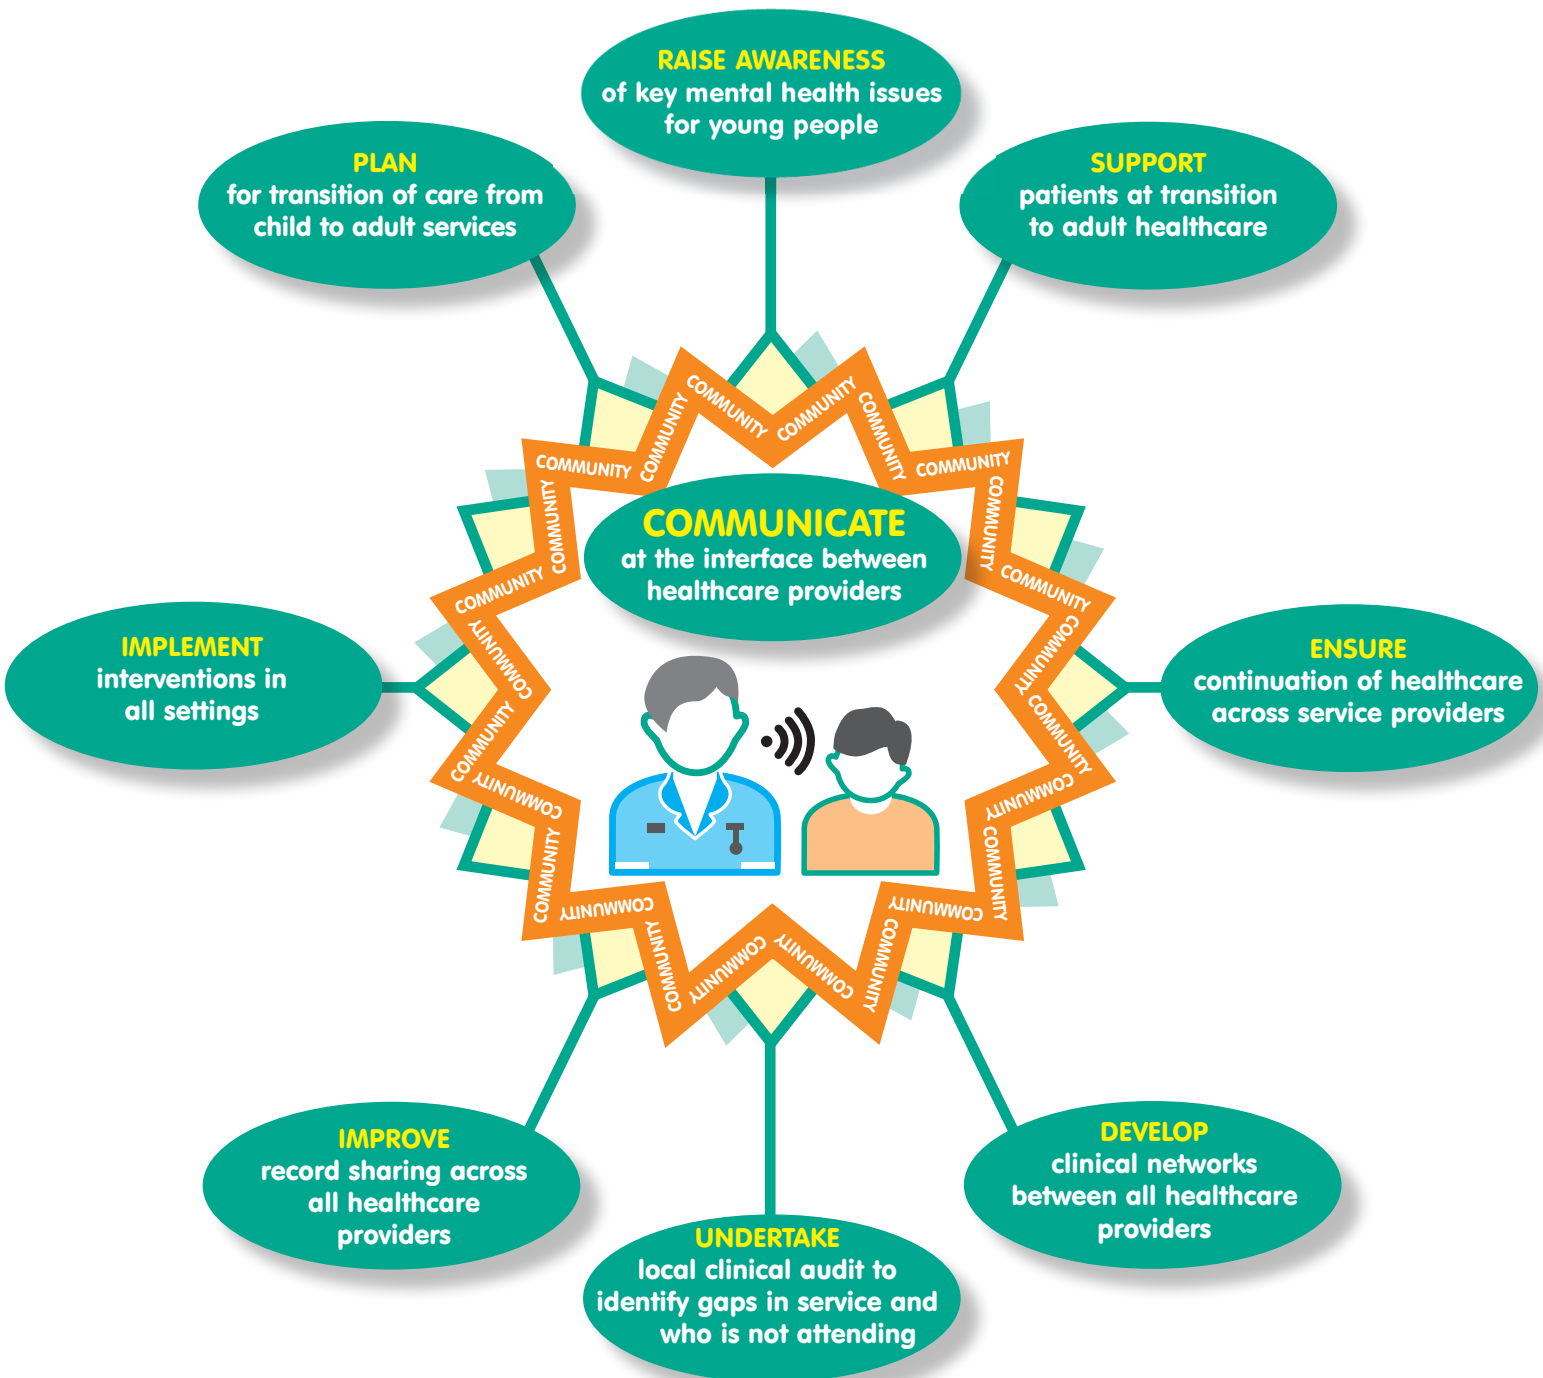 RAISE AWARENESS
of key mental health issues
for young people
PLAN
for transition of care from
child to adult services
SUPPORT
patients at transition
to adult healthcare
COMMUNITY
COMMUNITY
COMMUNITY
COMMUNITY
COMMUNITY
COMMUNITY
COMMUNITY
COMMUNITY
COMMUNICATE
at the interface between
healthcare providers
COMMUNITY
COMMUNITY
COMMUNITY
COMMUNITY
IMPLEMENT
interventions in
all settings
ENSURE
continuation of healthcare
across service providers
COMMUNITY
COMMUNITY
COMMUNITY
COMMUNITY
COMMUNITY
COMMUNITY
COMMUNITY
COMMUNITY
COMMUNITY
COMMUNITY
COMMUNITY
COMMUNITY
IMPROVE
record sharing across
all healthcare
providers
DEVELOP
clinical networks
between all healthcare
providers
UNDERTAKE
local clinical audit to
identify gaps in service and
who is not attending